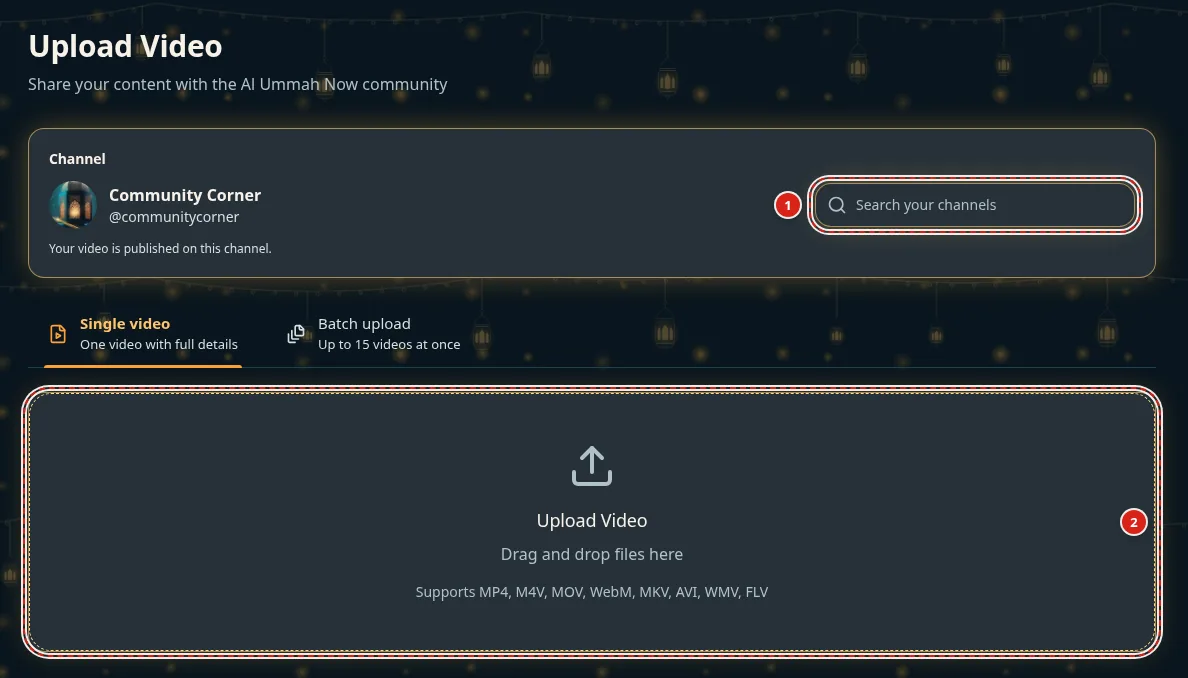 Upload Video
Share your content with the Al Ummah Now community
Channel
Community Corner
@communitycorner
Your video is published on this channel.
1
Search your channels
Single video
One video with full details
Batch upload
Up to 15 videos at once
Upload Video
Drag and drop files here
Supports MP4, M4V, MOV, WebM, MKV, AVI, WMV, FLV
2